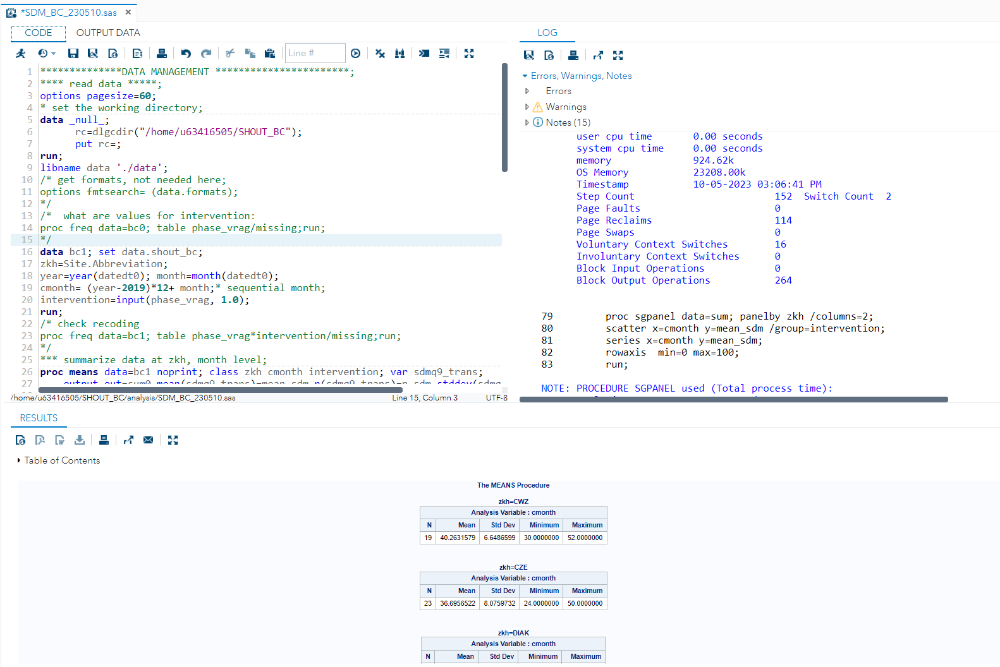 *SDM_BC_230510.sas ×
CODE OUTPUT DATA
Line #
1 **************DATA MANAGEMENT ***********************;
2 **** read data *****;
3 options pagesize=60;
4 * set the working directory;
5 data _null_;
6 rc=dlgcdir("/home/u63416505/SHOUT_BC");
7 put rc=;
8 run;
9 libname data './data';
10 /* get formats, not needed here;
11 options fmtsearch= (data.formats);
12 */
13 /*  what are values for intervention:
14 proc freq data=bc0; table phase_vrag/missing;run;
15 */
16 data bc1; set data.shout_bc;
17 zkh=Site.Abbreviation;
18 year=year(datedt0); month=month(datedt0);
19 cmonth= (year-2019)*12+ month;* sequential month;
20 intervention=input(phase_vrag, 1.0);
21 run;
22 /* check recoding
23 proc freq data=bc1; table phase_vrag*intervention/missing;run;
24 */
25 *** summarize data at zkh, month level;
26 proc means data=bc1 noprint; class zkh cmonth intervention; var sdmq9_trans;
27 output out=sum0 mean(sdmq9_trans)=mean_sdm n(sdmq9_trans)=n_sdm stddev(sdmq
/home/u63416505/SHOUT_BC/analysis/SDM_BC_230510.sas Line 15, Column 3 UTF-8
LOG
Errors, Warnings, Notes
Errors
Warnings
Notes (15)
user cpu time 0.00 seconds
system cpu time 0.00 seconds
memory 924.62k
OS Memory 23208.00k
Timestamp 10-05-2023 03:06:41 PM
Step Count 152 Switch Count 2
Page Faults 0
Page Reclaims 114
Page Swaps 0
Voluntary Context Switches 16
Involuntary Context Switches 0
Block Input Operations 0
Block Output Operations 264
79 proc sgpanel data=sum; panelby zkh /columns=2;
80 scatter x=cmonth y=mean_sdm /group=intervention;
81 series x=cmonth y=mean_sdm;
82 rowaxis  min=0 max=100;
83 run;
NOTE: PROCEDURE SGPANEL used (Total process time):
RESULTS
Table of Contents
The MEANS Procedure
zkh=CWZ
Analysis Variable : cmonth
N Mean Std Dev Minimum Maximum
19 40.2631579 6.6486599 30.0000000 52.0000000
zkh=CZE
Analysis Variable : cmonth
N Mean Std Dev Minimum Maximum
23 36.6956522 8.0759732 24.0000000 50.0000000
zkh=DIAK
Analysis Variable : cmonth
N Mean Std Dev Minimum Maximum